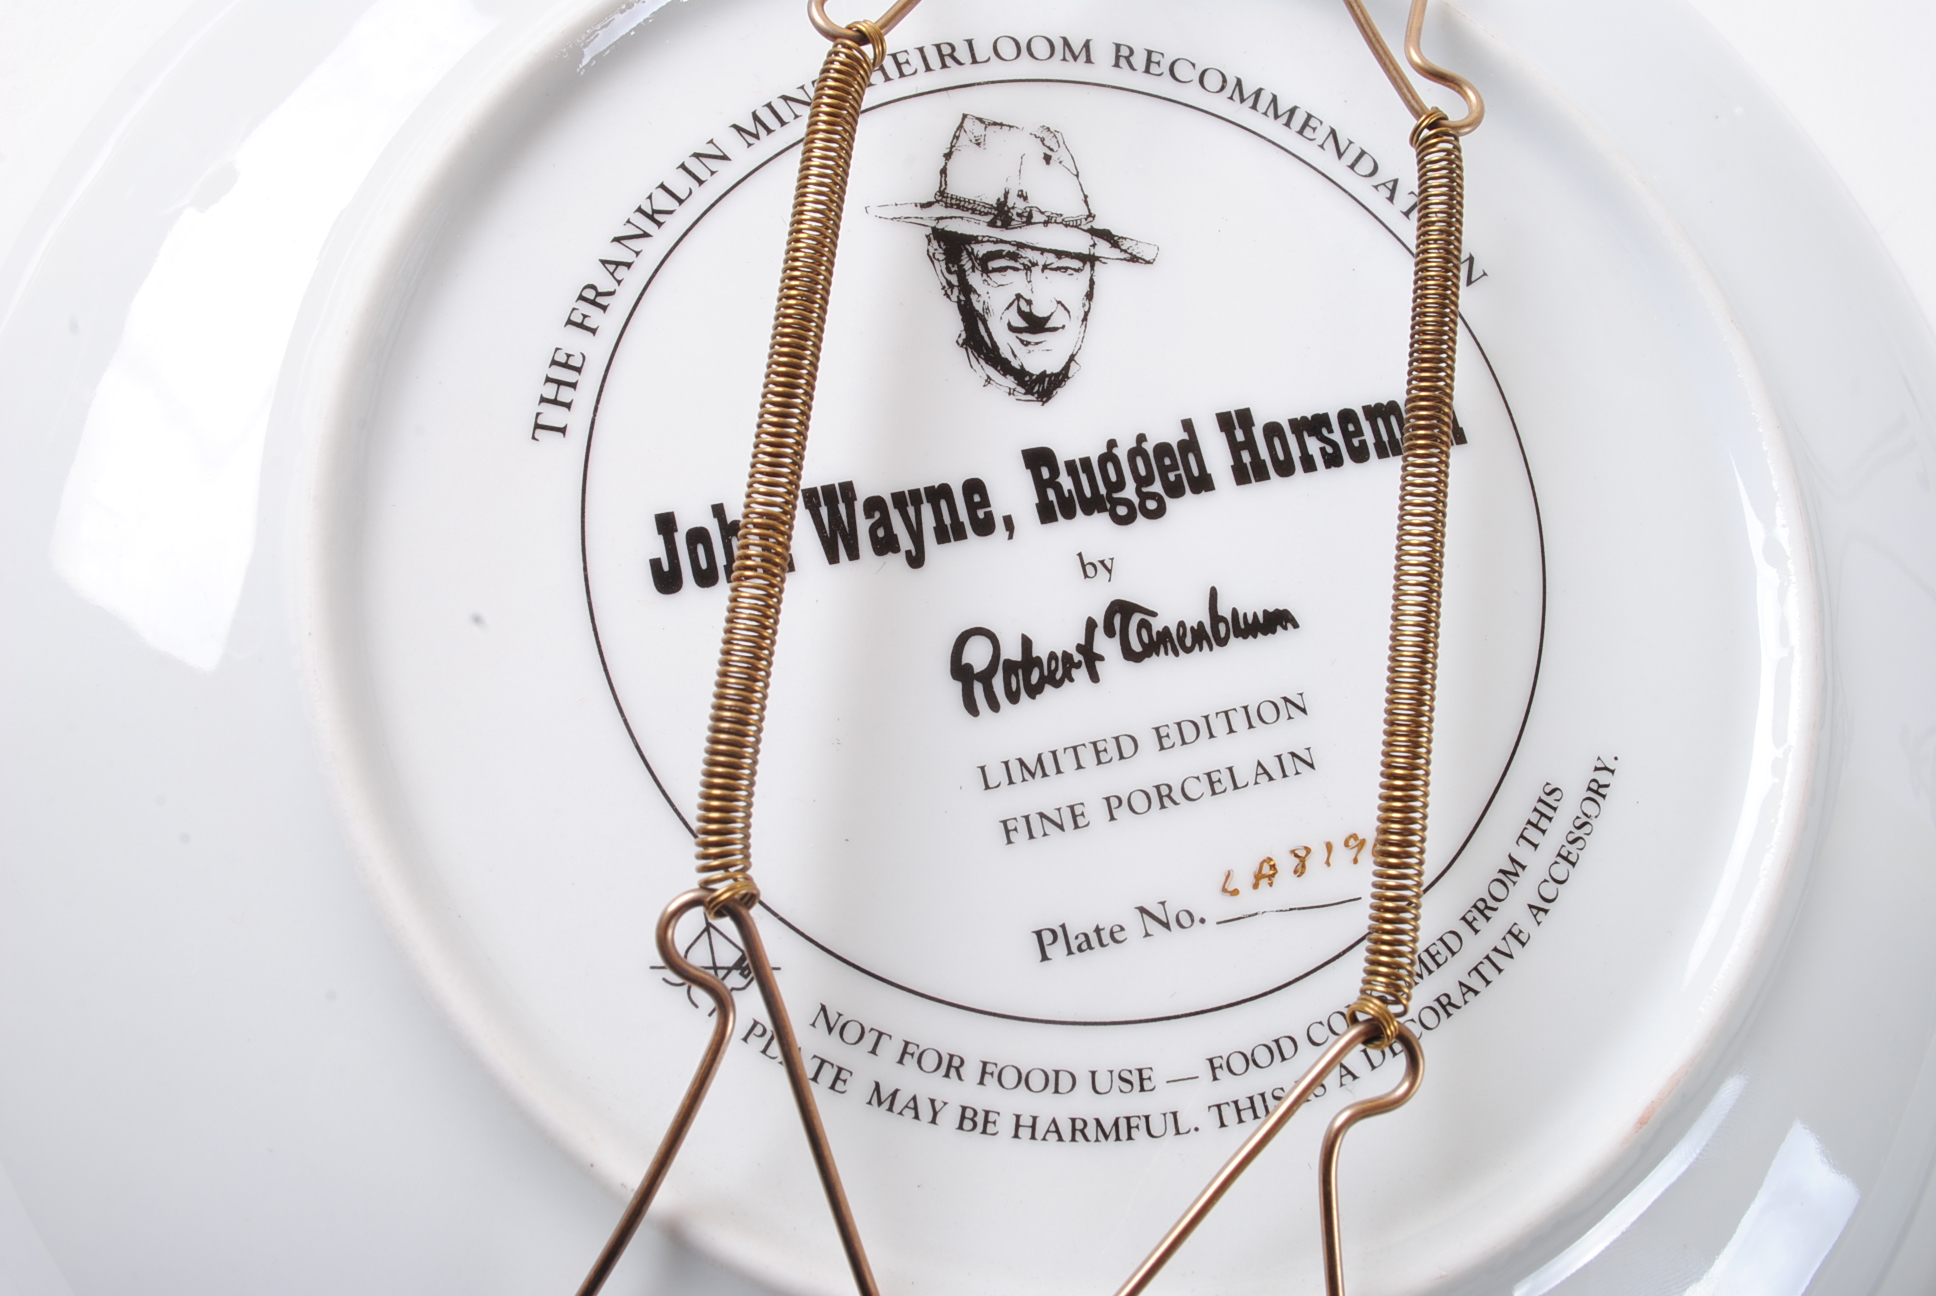 THE FRANKLIN MINT HEIRLOOM RECOMMENDATION
John Wayne, Rugged Horseman
by
Robert Tanenbaum
LIMITED EDITION
FINE PORCELAIN
Plate No. LA819
NOT FOR FOOD USE — FOOD CONSUMED FROM THIS
PLATE MAY BE HARMFUL. THIS IS A DECORATIVE ACCESSORY.